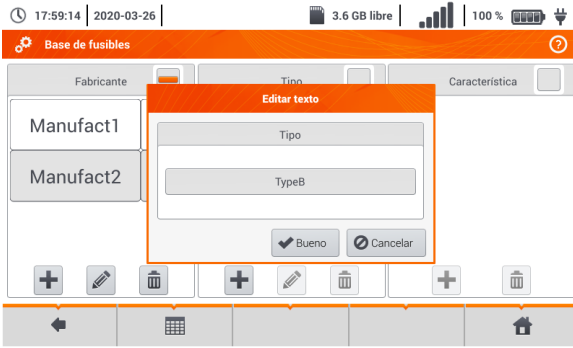 17:59:14 2020-03-26 3.6 GB libre 100 %
Base de fusibles
Fabricante Tipo Característica
Editar texto
Tipo
Manufact1
Manufact2
TypeB
Bueno Cancelar